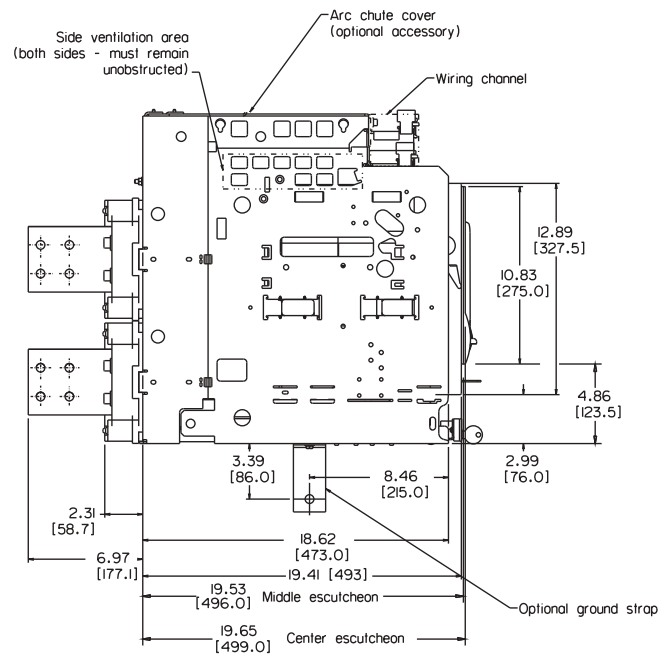 Arc chute cover
(optional accessory)
Side ventilation area
(both sides - must remain
unobstructed)
Wiring channel
12.89
[327.5]
10.83
[275.0]
4.86
[123.5]
3.39
[86.0]
8.46
[215.0]
2.99
[76.0]
2.31
[58.7]
18.62
[473.0]
6.97
[177.1]
19.41 [493]
19.53
[496.0]
Middle escutcheon
Optional ground strap
19.65
[499.0]
Center escutcheon